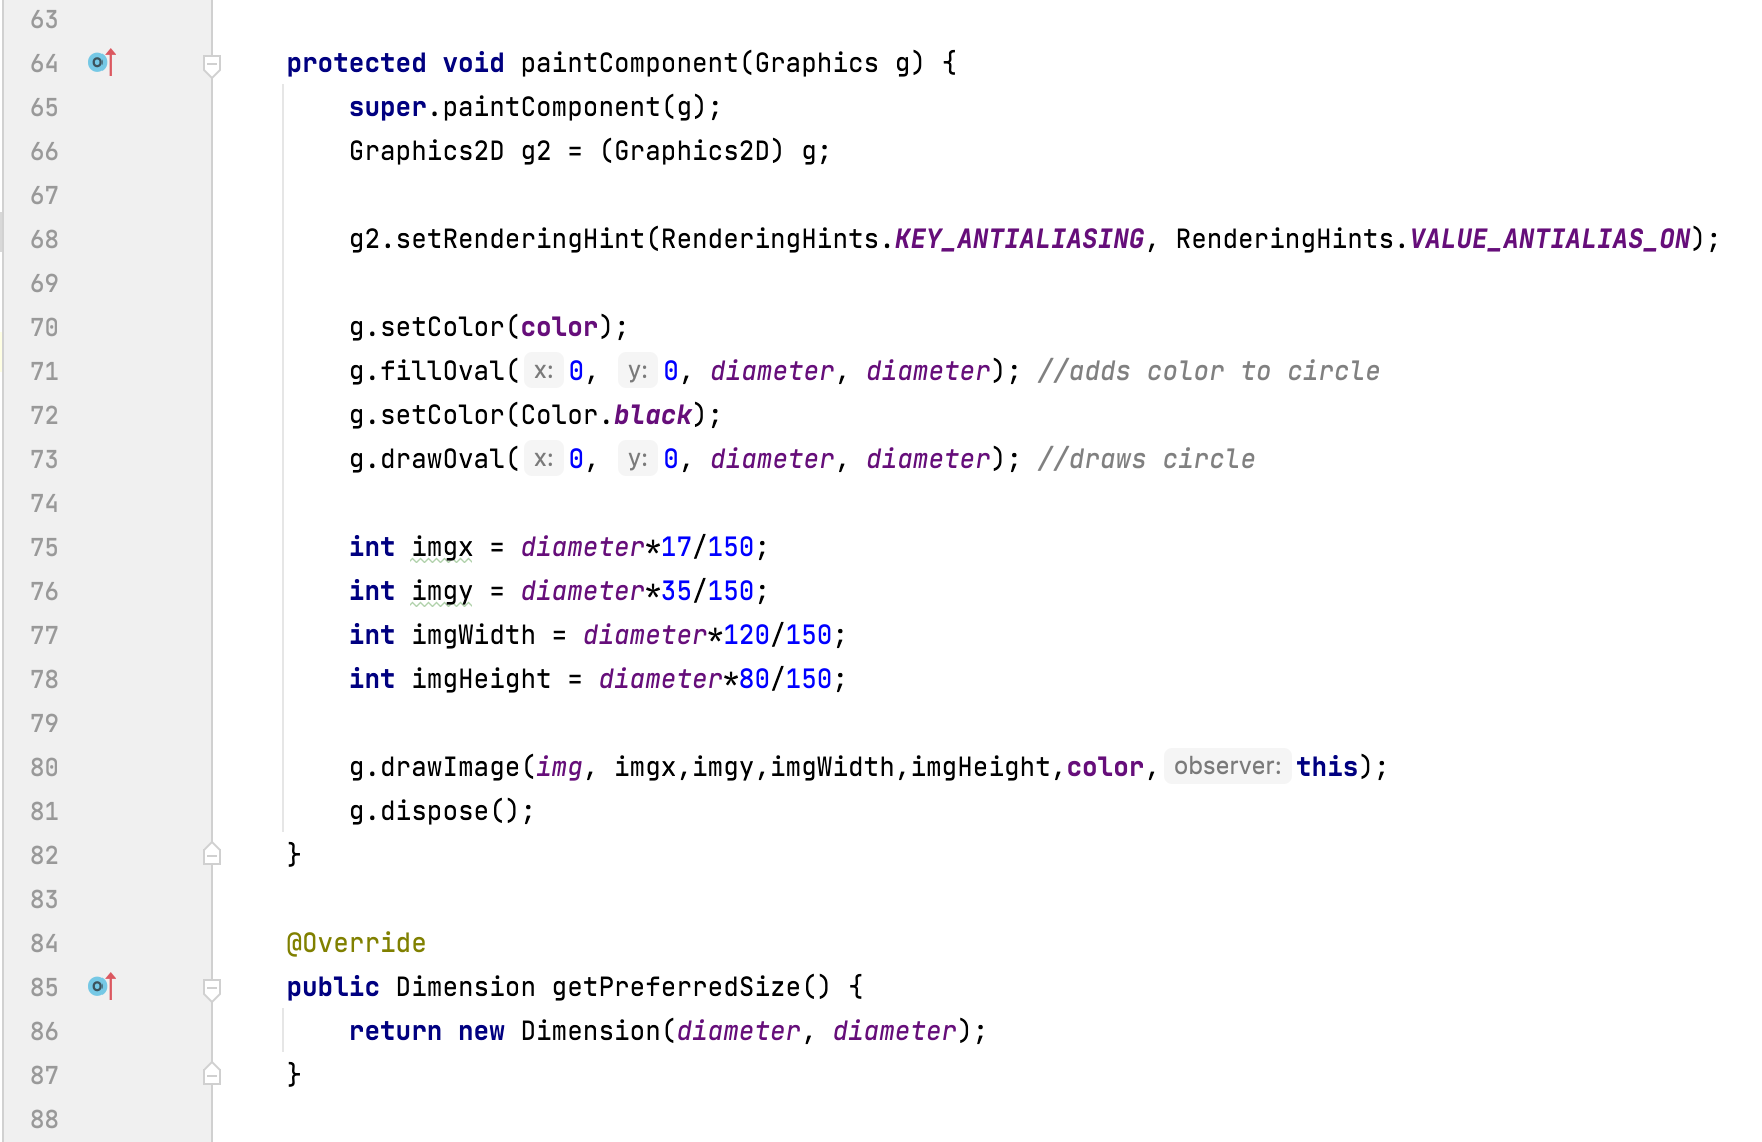 63
64 protected void paintComponent(Graphics g) {
65 super.paintComponent(g);
66 Graphics2D g2 = (Graphics2D) g;
67
68 g2.setRenderingHint(RenderingHints.KEY_ANTIALIASING, RenderingHints.VALUE_ANTIALIAS_ON);
69
70 g.setColor(color);
71 g.fillOval( x: 0, y: 0, diameter, diameter); //adds color to circle
72 g.setColor(Color.black);
73 g.drawOval( x: 0, y: 0, diameter, diameter); //draws circle
74
75 int imgx = diameter*17/150;
76 int imgy = diameter*35/150;
77 int imgWidth = diameter*120/150;
78 int imgHeight = diameter*80/150;
79
80 g.drawImage(img, imgx,imgy,imgWidth,imgHeight,color, observer: this);
81 g.dispose();
82 }
83
84 @Override
85 public Dimension getPreferredSize() {
86 return new Dimension(diameter, diameter);
87 }
88